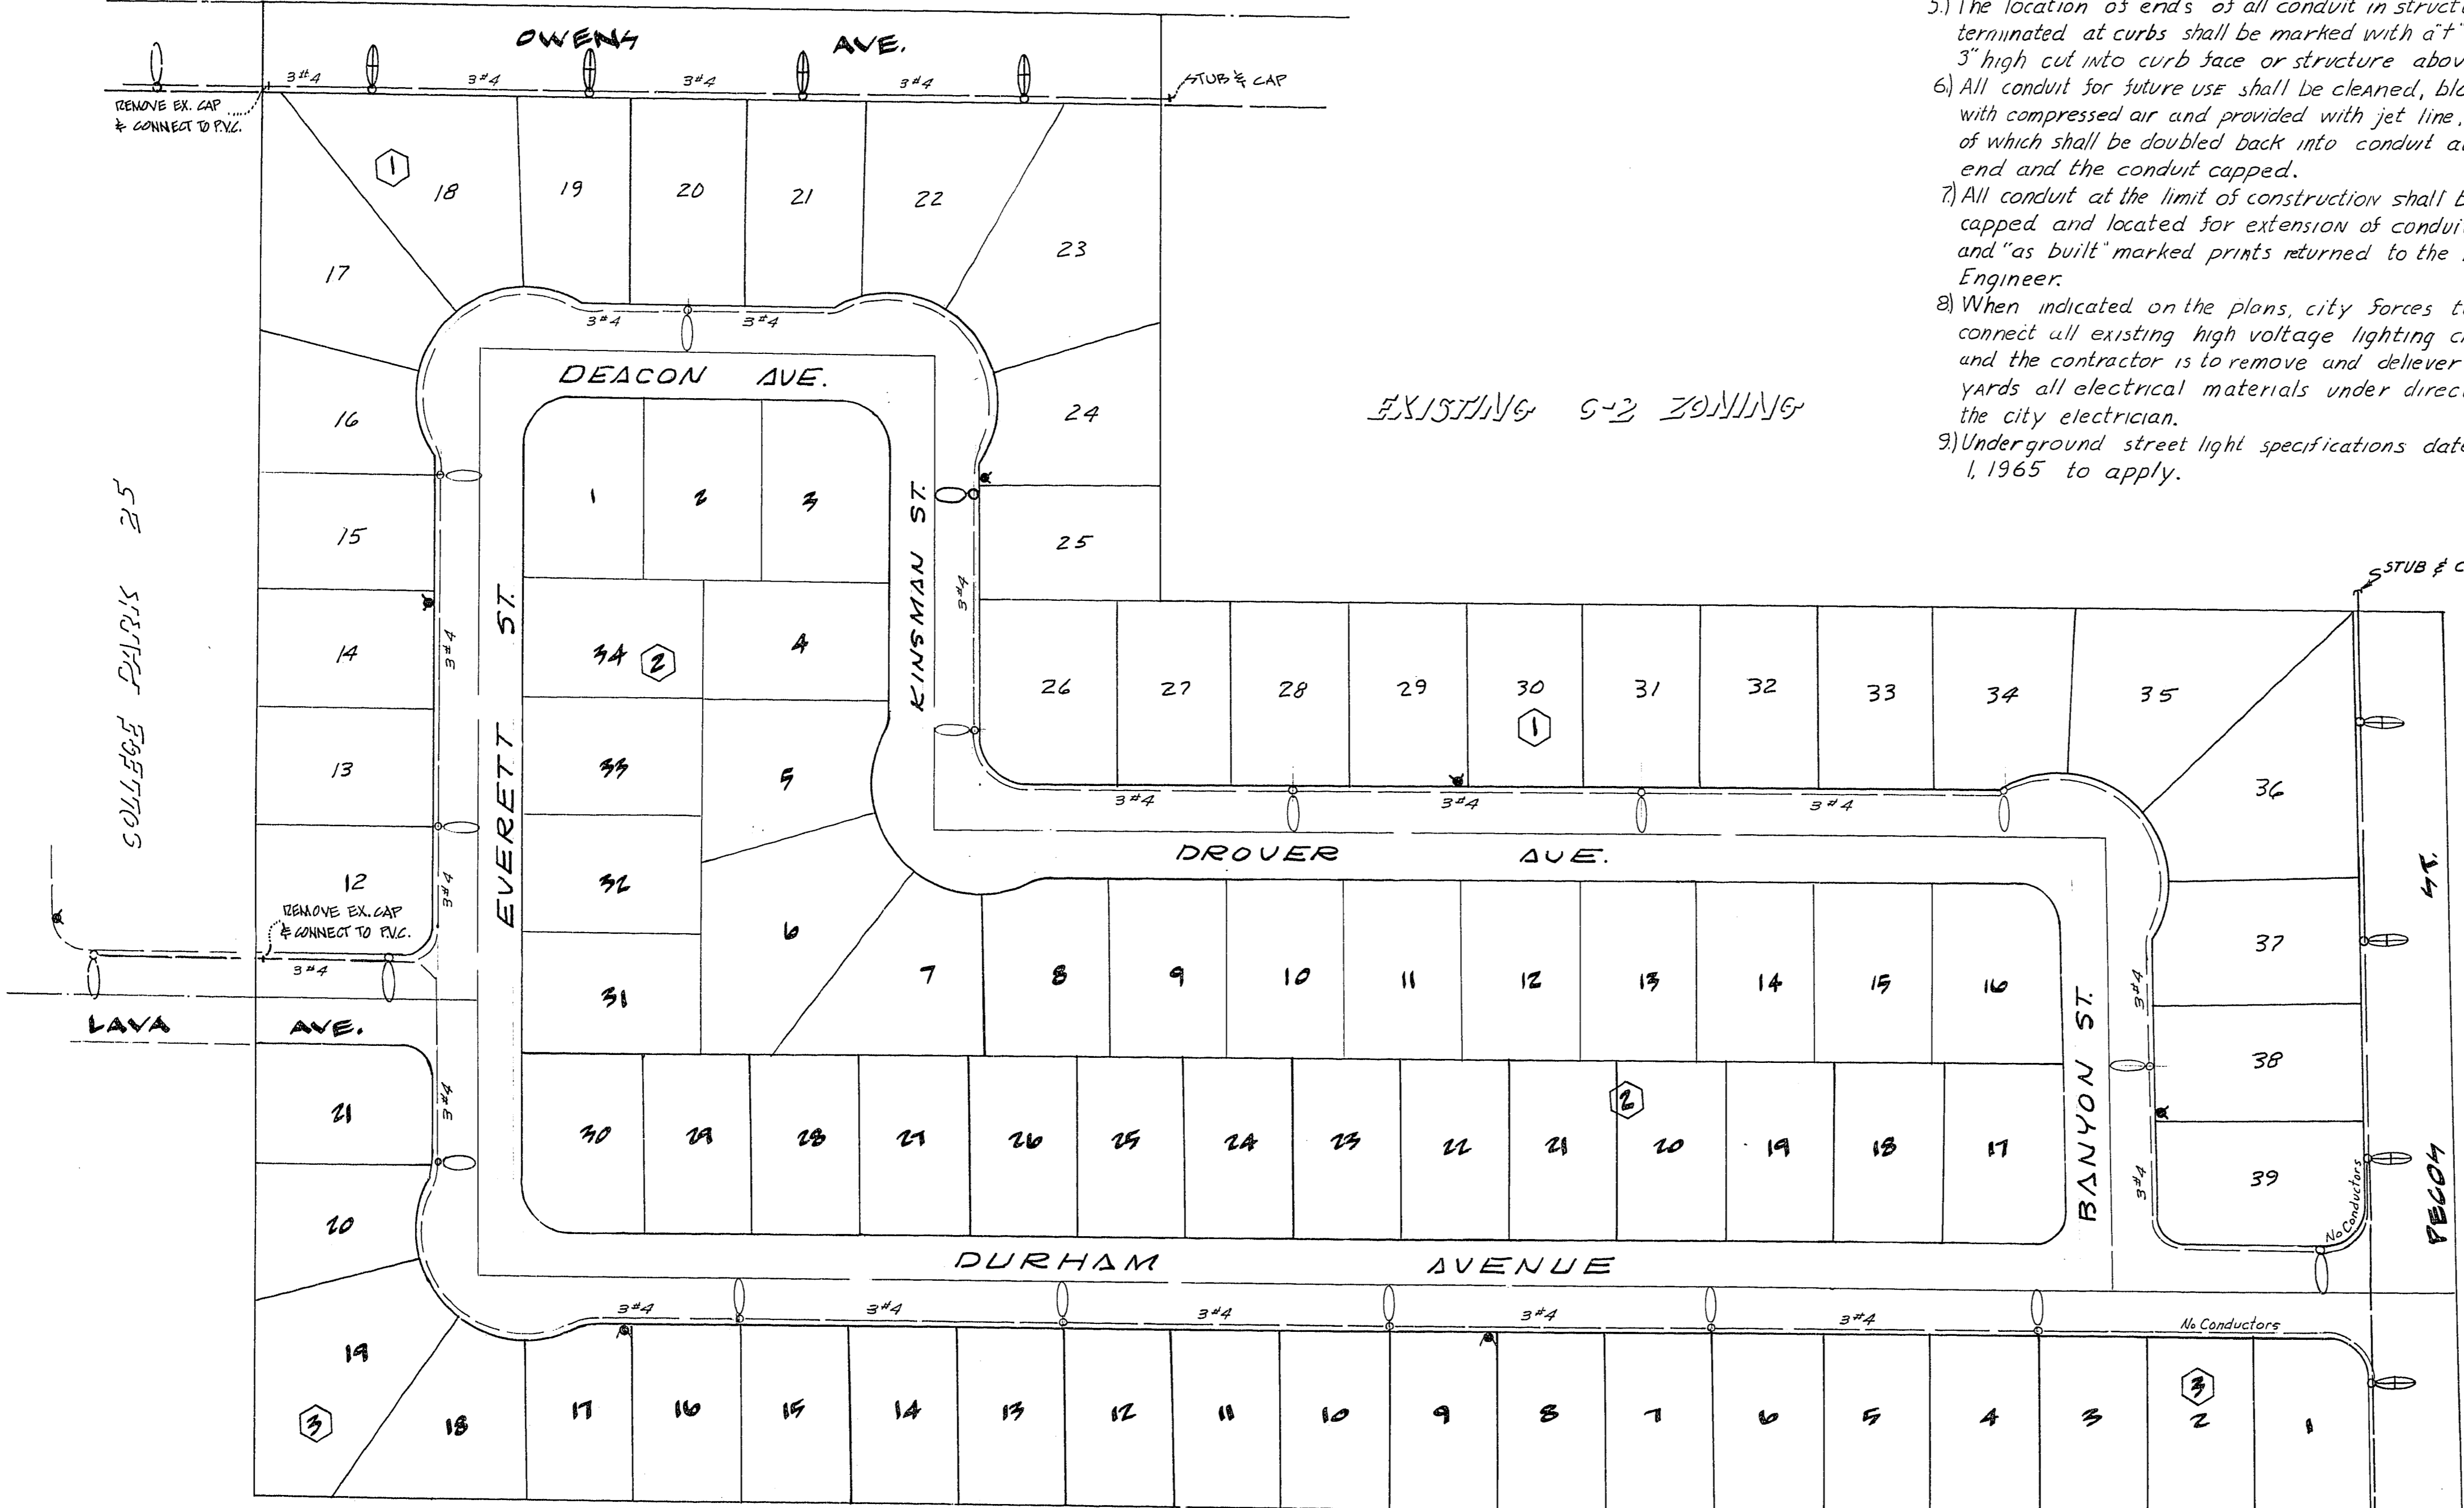 OWENS AVE.
3#4 3#4 3#4 3#4
STUB & CAP
REMOVE EX. CAP
& CONNECT TO P.V.C.
5.) The location of ends of all conduit in
terminated at curbs shall be marked with a "t"
3" high cut into curb face or structure
6.) All conduit for future USE shall be cleaned,
with compressed air and provided with jet line,
of which shall be doubled back into conduit
end and the conduit capped.
7.) All conduit at the limit of construction shall
capped and located for extension of
and "as built" marked prints returned to the
Engineer.
8.) When indicated on the plans, city forces
connect all existing high voltage lighting
and the contractor is to remove and deliever
yards all electrical materials under
the city electrician.
9.) Underground street light specifications
1, 1965 to apply.
1
18 19 20 21 22
17 23
3#4 3#4
DEACON AVE.
16 24
EXISTING C-2 ZONING
COLLEGE PARK 25
15 1 2 3 25
KINSMAN ST.
3#4
EVERETT ST.
3#4
STUB &
14 34 2 4
26 27 28 29 30 31 32 33 34 35
1
13 33 5
36
3#4 3#4 3#4
DROVER AVE.
12 32
3#4
REMOVE EX. CAP
& CONNECT TO P.V.C.
3#4
6
31
7 8 9 10 11 12 13 14 15 16
37
3#4
BANYON ST.
LAVA AVE.
38
21
3#4
2
30 29 28 27 26 25 24 23 22 21 20 19 18 17
3#4
39
No Conductors
PECOS ST.
20
DURHAM AVENUE
3#4 3#4 3#4 3#4 3#4
No Conductors
19
3
3
18 17 16 15 14 13 12 11 10 9 8 7 6 5 4 3 2 1